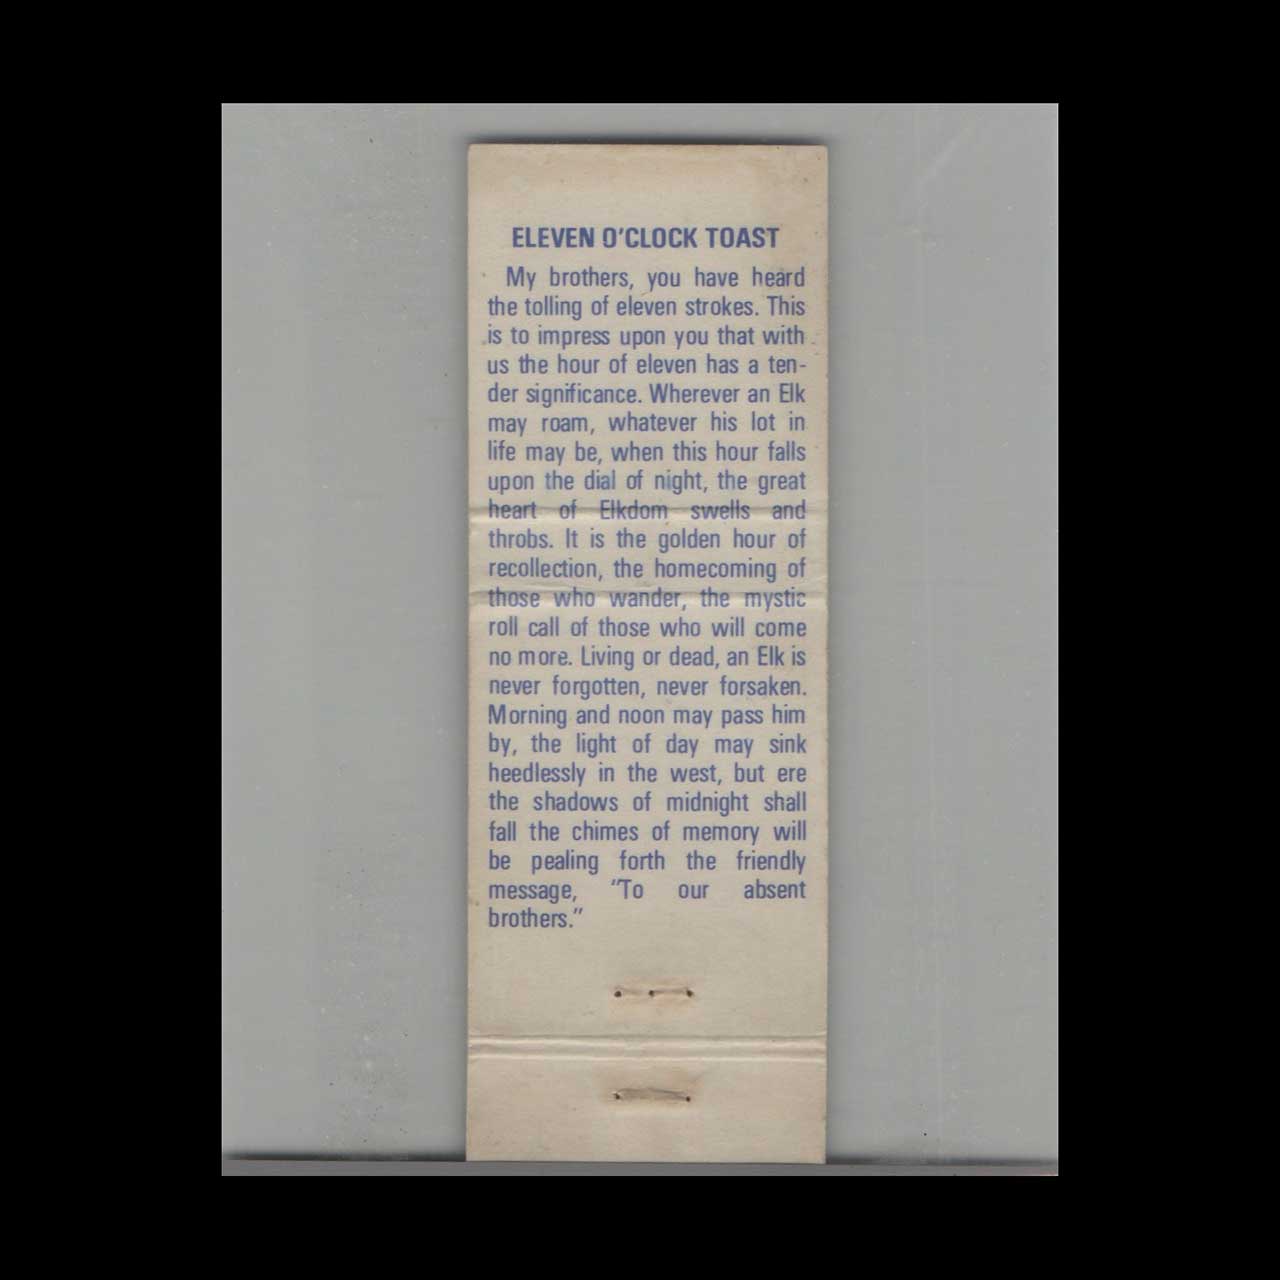 ELEVEN O'CLOCK TOAST
My brothers, you have heard
the tolling of eleven strokes. This
is to impress upon you that with
us the hour of eleven has a ten-
der significance. Wherever an Elk
may roam, whatever his lot in
life may be, when this hour falls
upon the dial of night, the great
heart of Elkdom swells and
throbs. It is the golden hour of
recollection, the homecoming of
those who wander, the mystic
roll call of those who will come
no more. Living or dead, an Elk is
never forgotten, never forsaken.
Morning and noon may pass him
by, the light of day may sink
heedlessly in the west, but ere
the shadows of midnight shall
fall the chimes of memory will
be pealing forth the friendly
message, "To our absent
brothers."